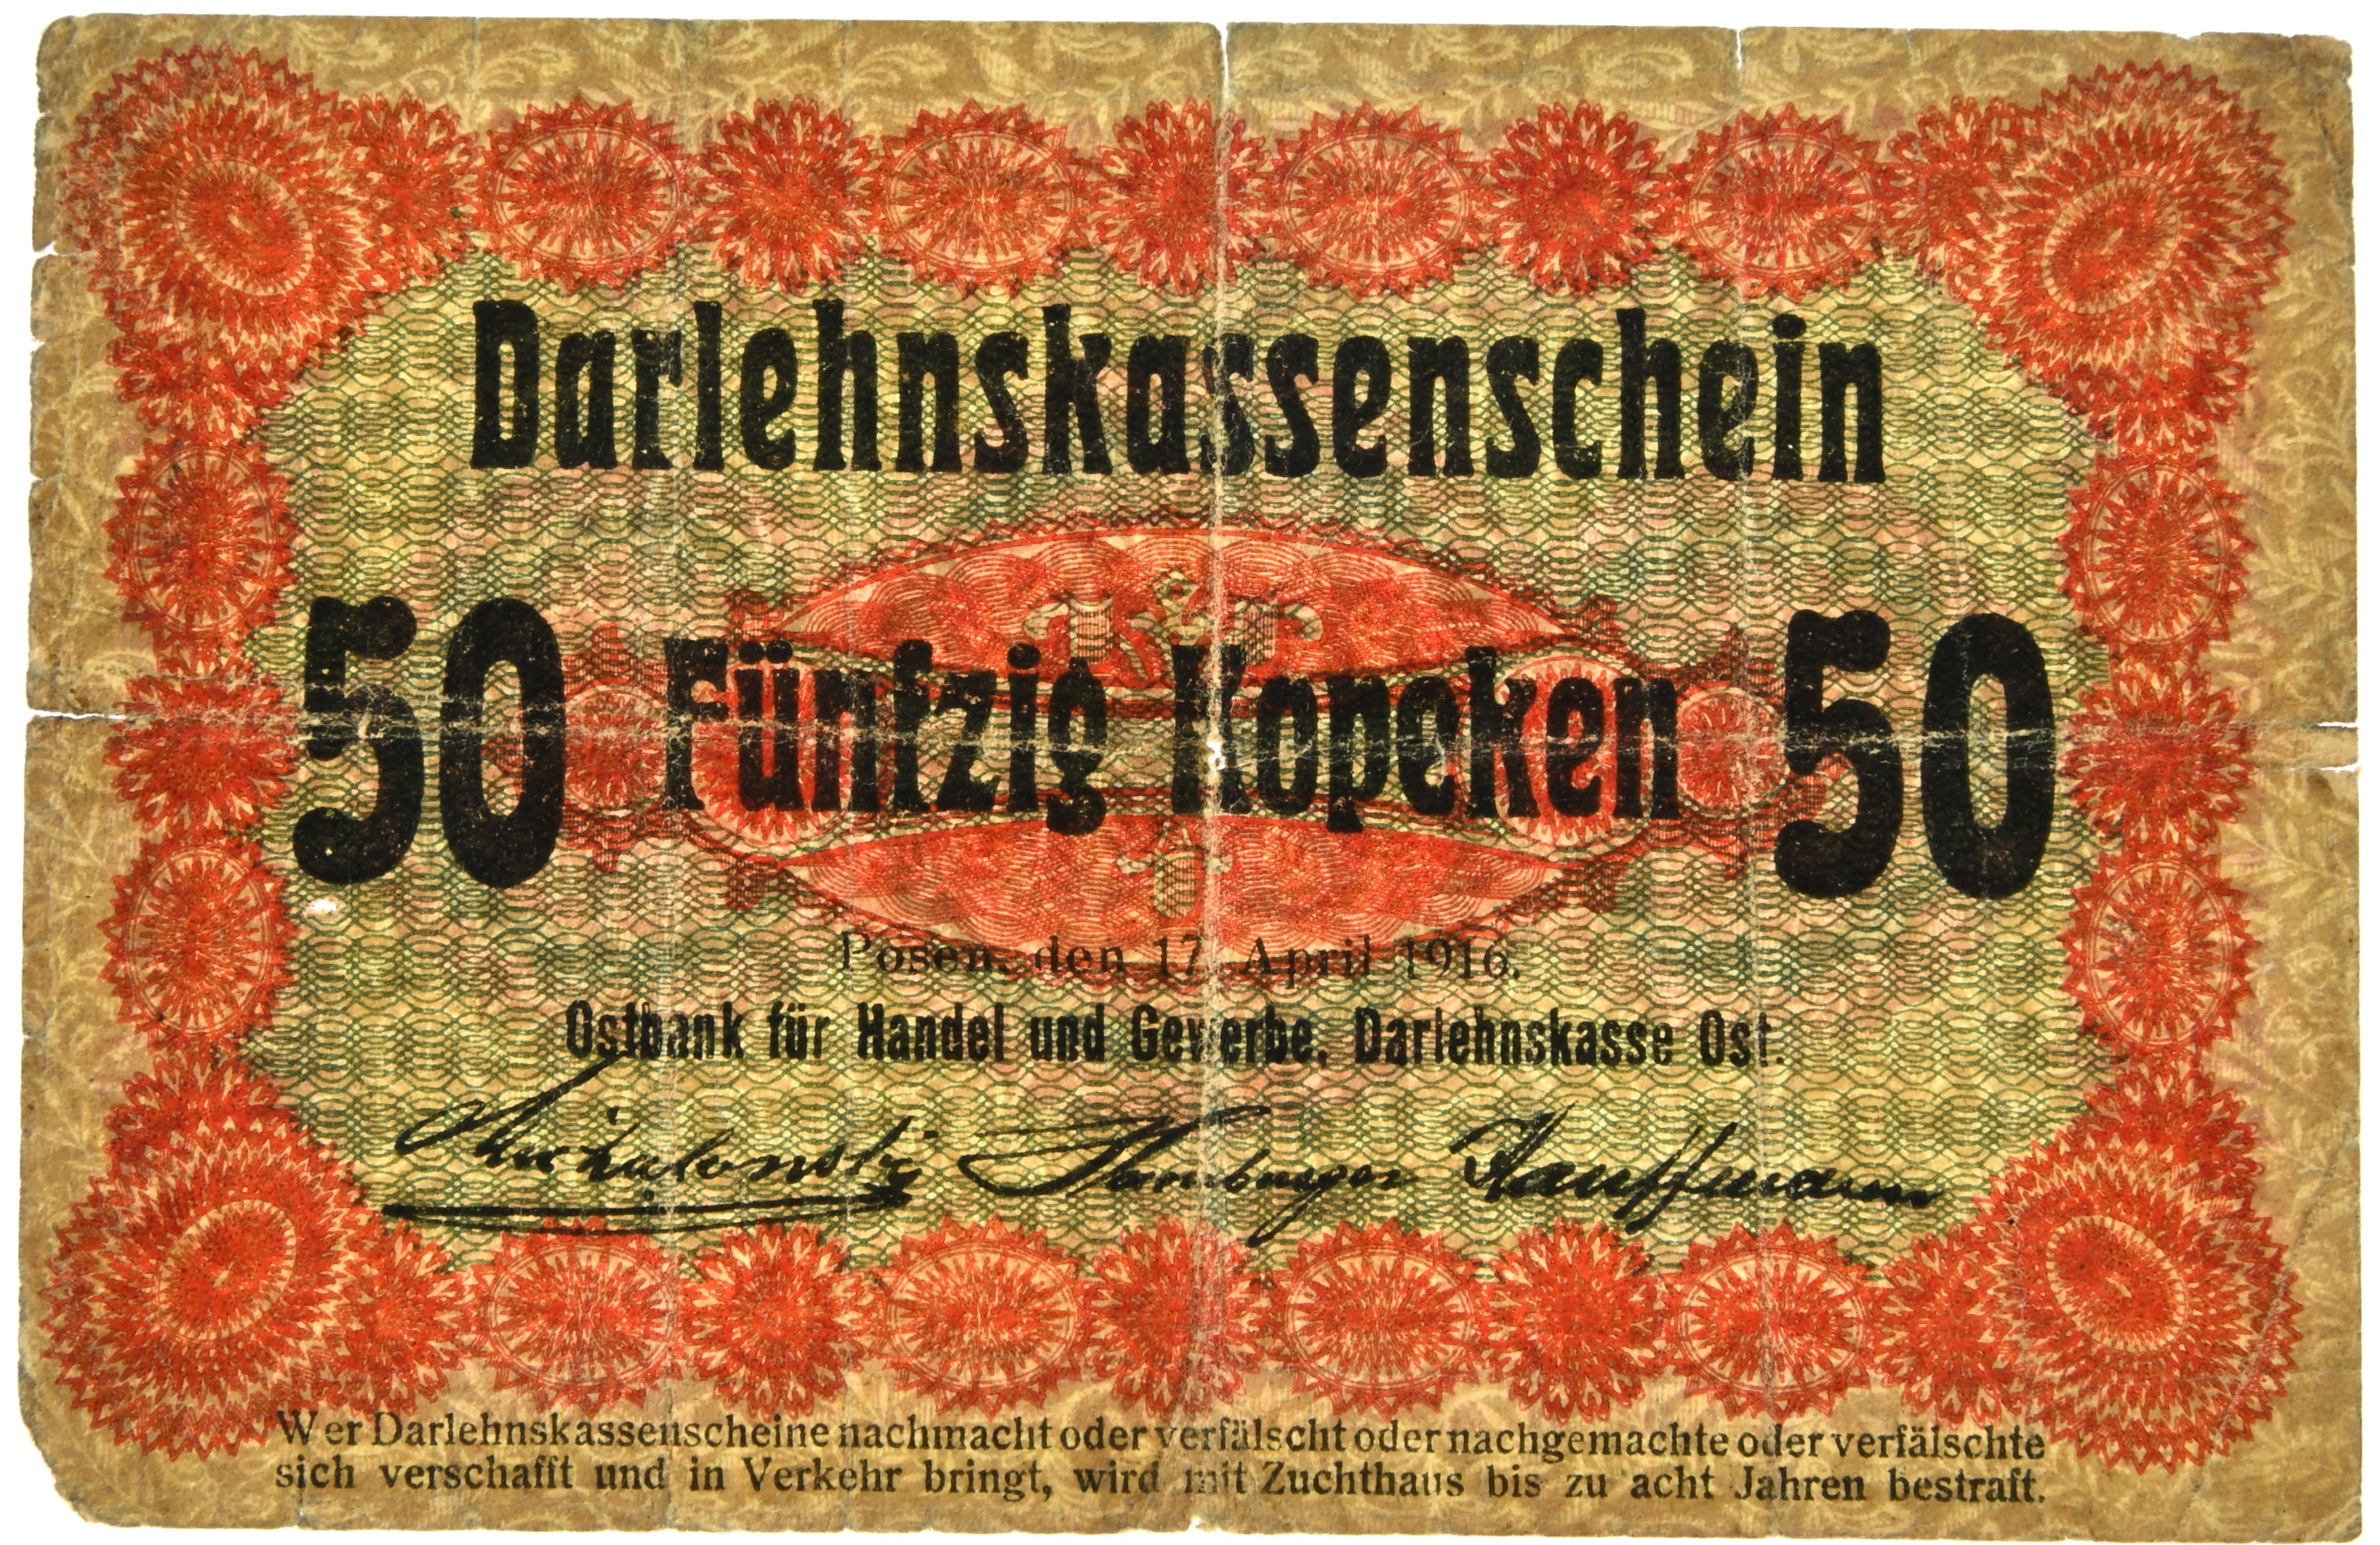 Darlehnskassenschein
50 Fünfzig Kopeken 50
Posen, den 17. April 1916.
Ostbank für Handel und Gewerbe. Darlehnskasse Ost.
Hamburger Kauffmann
Wer Darlehnskassenscheine nachmacht oder verfälscht oder nachgemachte oder verfälschte
sich verschafft und in Verkehr bringt, wird mit Zuchthaus bis zu acht Jahren bestraft.